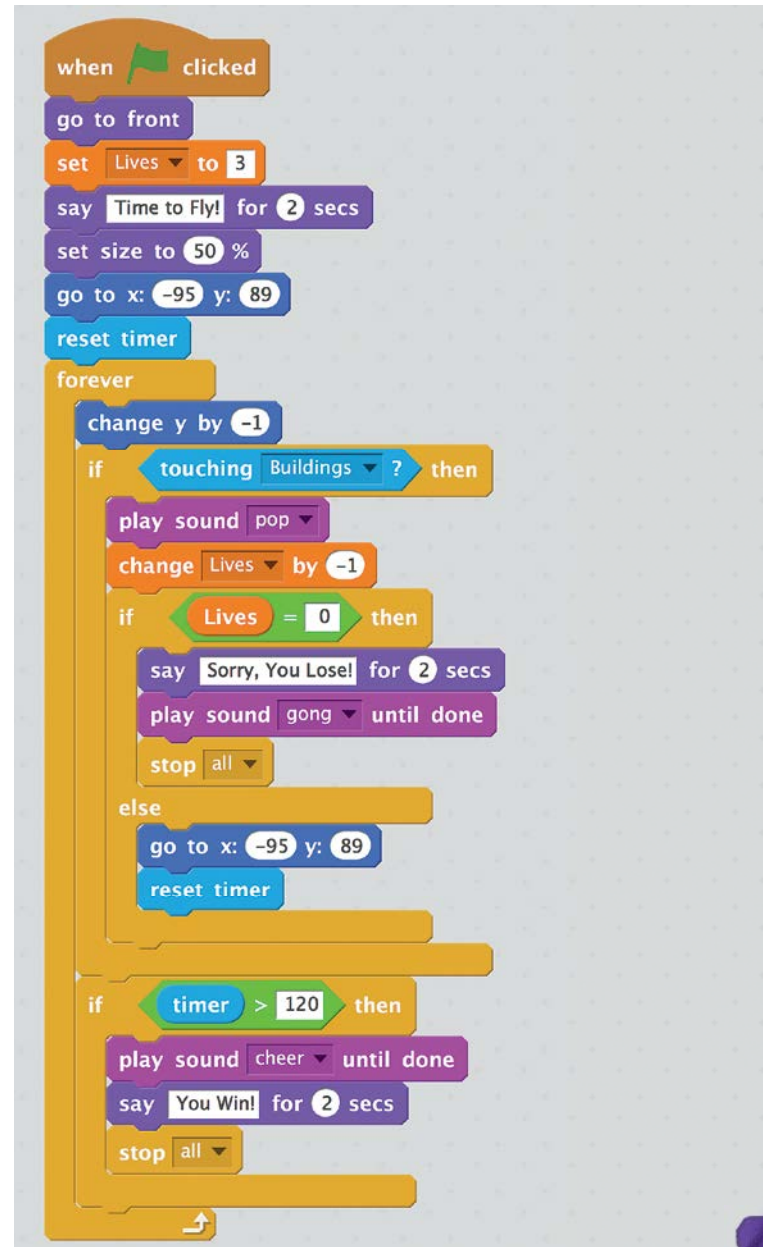 when clicked
go to front
set Lives to 3
say Time to Fly! for 2 secs
set size to 50 %
go to x: -95 y: 89
reset timer
forever
change y by -1
if touching Buildings ? then
play sound pop
change Lives by -1
if Lives = 0 then
say Sorry, You Lose! for 2 secs
play sound gong until done
stop all
else
go to x: -95 y: 89
reset timer
if timer > 120 then
play sound cheer until done
say You Win! for 2 secs
stop all